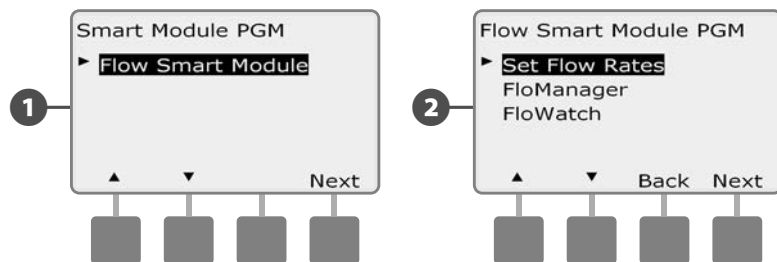 Smart Module PGM
► Flow Smart Module
▲ ▼ Next
1
Flow Smart Module PGM
► Set Flow Rates
FloManager
FloWatch
▲ ▼ Back Next
2